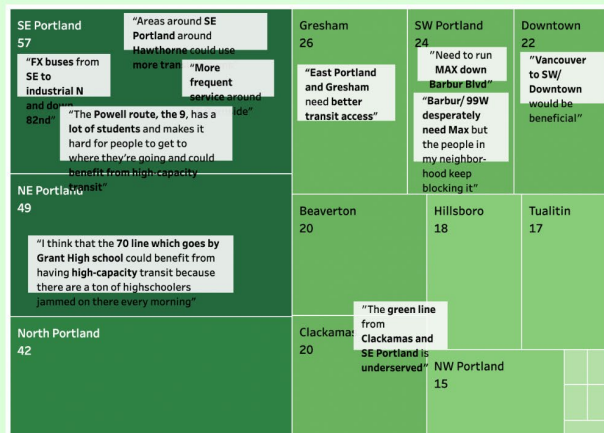 SE Portland
57
"Areas around SE
Portland around
Hawthorne could use
more tran
"FX buses from
SE to
industrial N
and down
82nd"
"More
frequent
service around
ide"
"The Powell route, the 9, has a
lot of students and makes it
hard for people to get to
where they're going and could
benefit from high-capacity
transit"
NE Portland
49
"I think that the 70 line which goes by
Grant High school could benefit from
having high-capacity transit because
there are a ton of highschoolers
jammed on there every morning"
North Portland
42
Gresham
26
"East Portland
and Gresham
need better
transit access"
SW Portland
24
"Need to run
MAX down
Barbur Blvd"
"Barbur/ 99W
desperately
need Max but
the people in
my neighbor-
hood keep
blocking it"
Downtown
22
"Vancouver
to SW/
Downtown
would be
beneficial"
Beaverton
20
Hillsboro
18
Tualitin
17
Clackamas
20
"The green line
from
Clackamas and
SE Portland is
underserved"
NW Portland
15